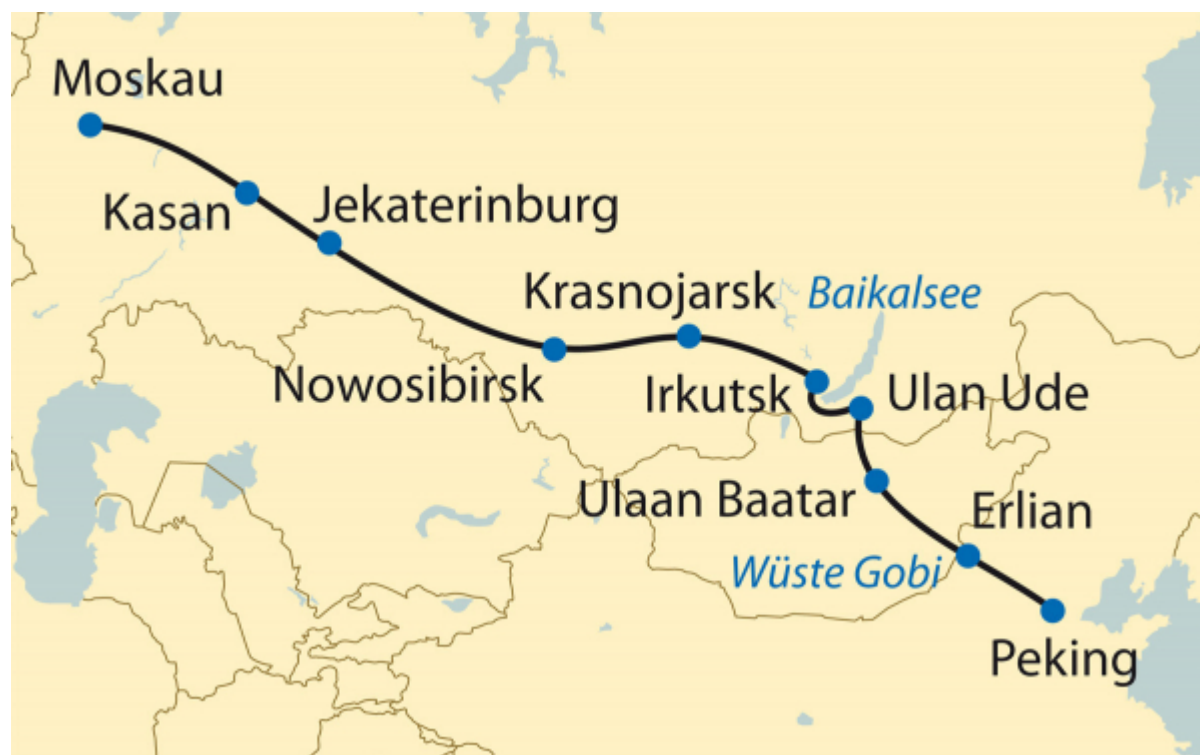 Moskau
Kasan
Jekaterinburg
Krasnojarsk
Baikalsee
Nowosibirsk
Irkutsk
Ulan Ude
Ulaan Baatar
Erlian
Wüste Gobi
Peking